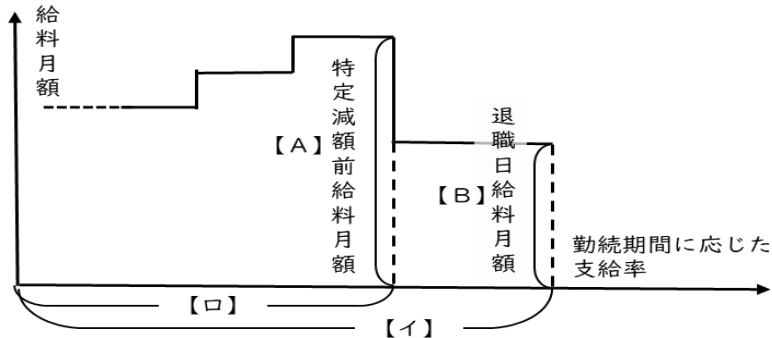 給料月額
特定減額前給料月額
【A】
退職日給料月額
【B】
勤続期間に応じた
支給率
【ロ】
【イ】